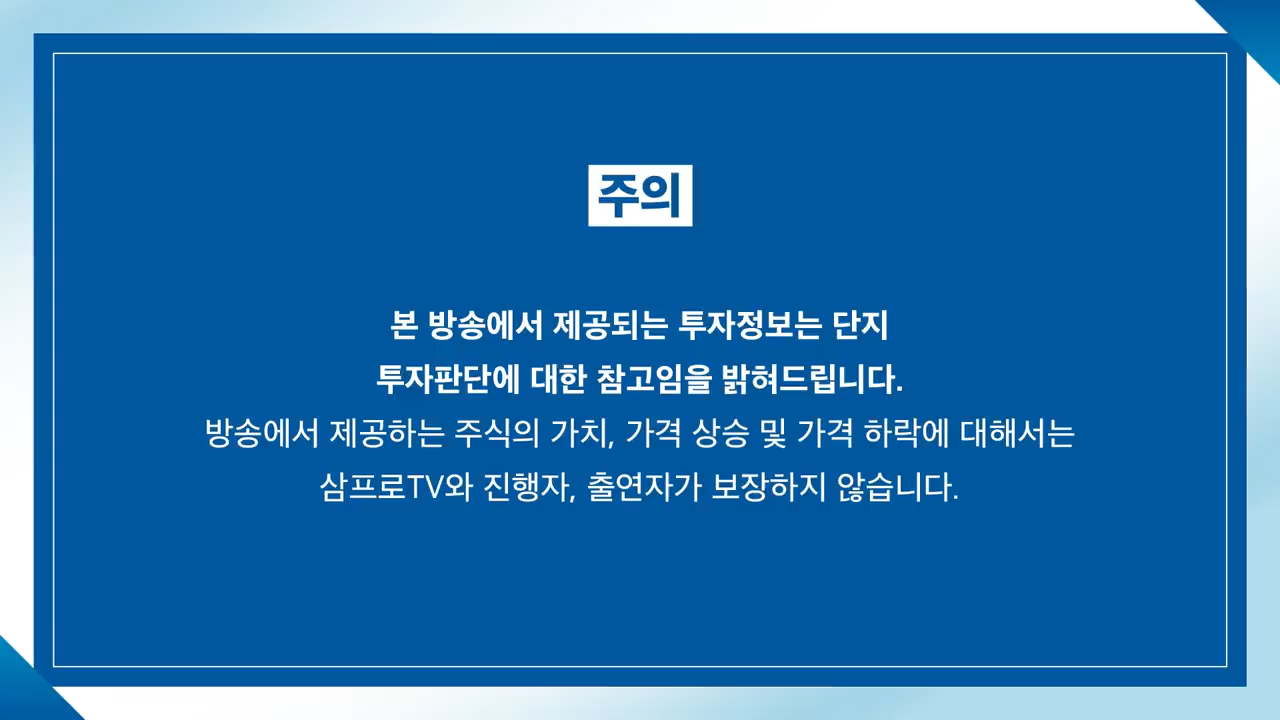 주의
본 방송에서 제공되는 투자정보는 단지
투자판단에 대한 참고임을 밝혀드립니다.
방송에서 제공하는 주식의 가치, 가격 상승 및 가격 하락에 대해서는
삼프로TV와 진행자, 출연자가 보장하지 않습니다.